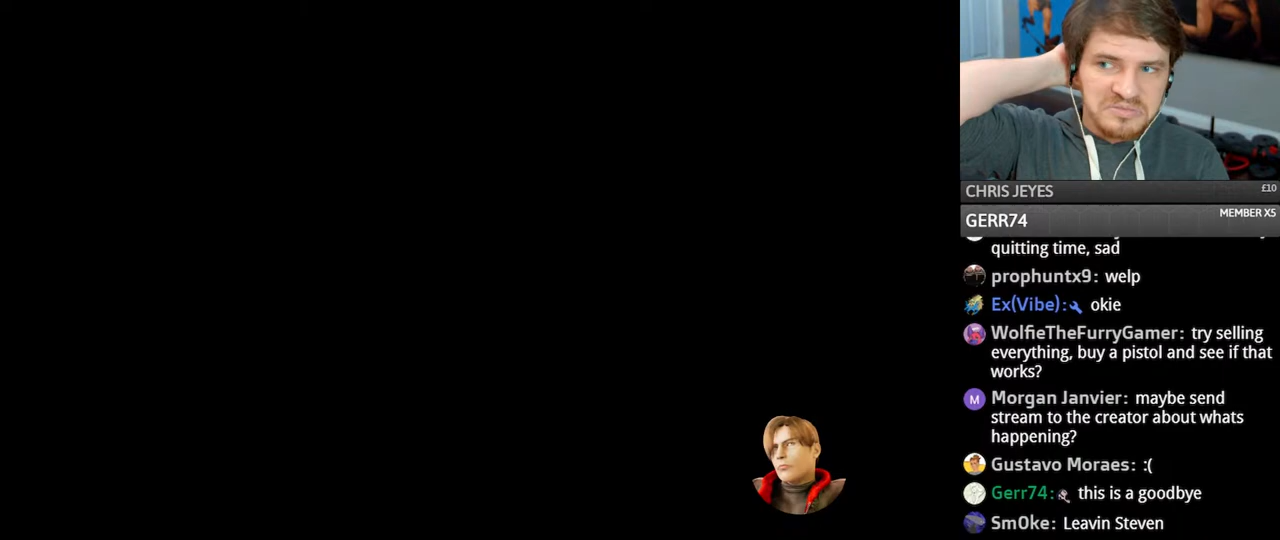 CHRIS JEYES £10
GERR74 MEMBER X5
quitting time, sad
prophuntx9: welp
Ex(Vibe): okie
WolfieTheFurryGamer: try selling
everything, buy a pistol and see if that
works?
Morgan Janvier: maybe send
stream to the creator about whats
happening?
M
Gustavo Moraes: :(
Gerr74: this is a goodbye
Sm0ke: Leavin Steven